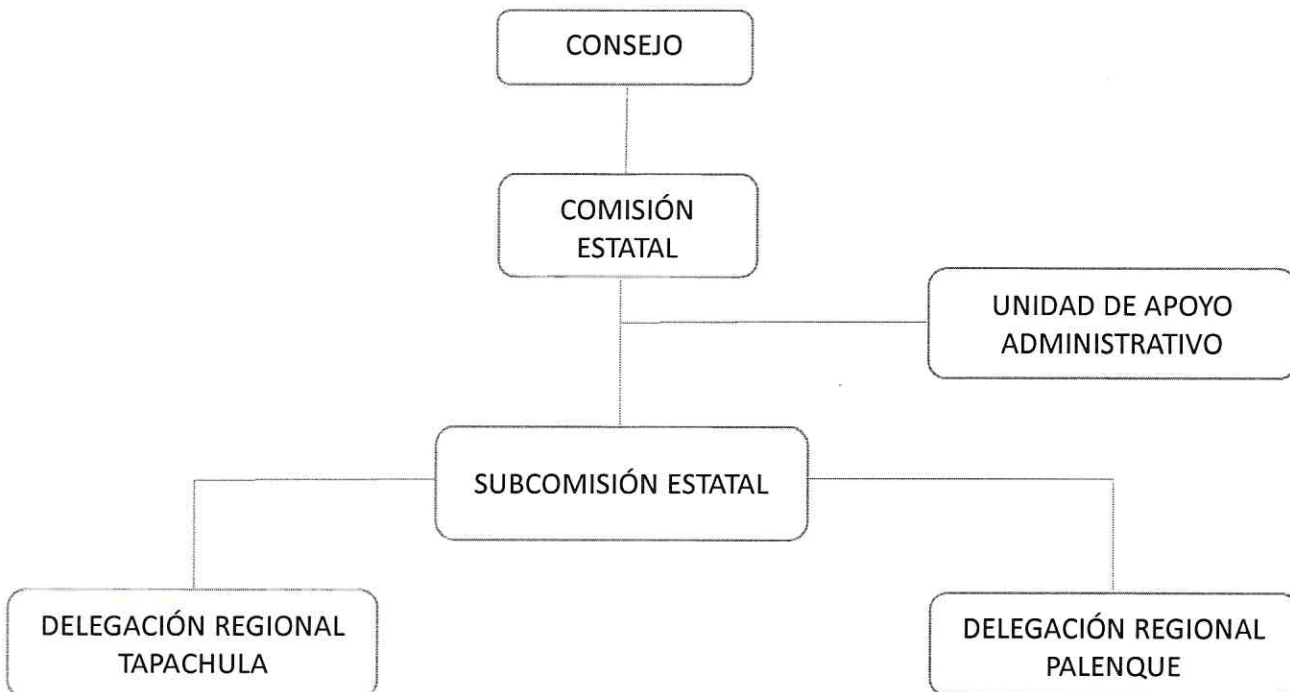 CONSEJO
COMISIÓN
ESTATAL
UNIDAD DE APOYO
ADMINISTRATIVO
SUBCOMISIÓN ESTATAL
DELEGACIÓN REGIONAL
TAPACHULA
DELEGACIÓN REGIONAL
PALENQUE